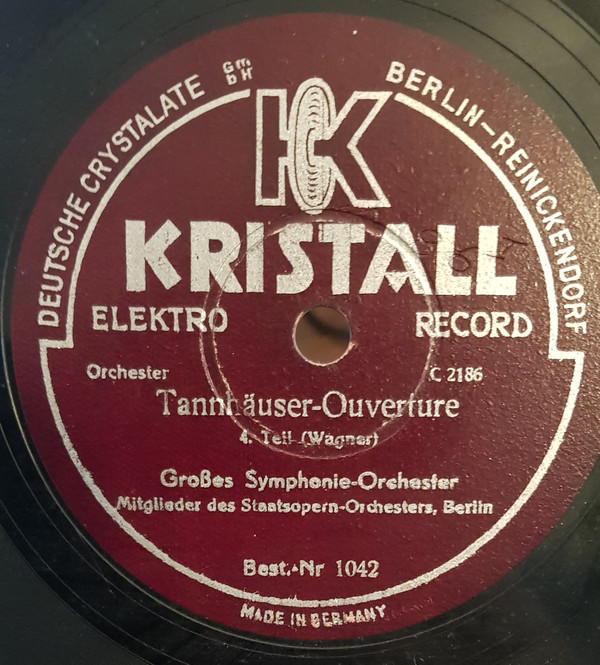 DEUTSCHE CRYSTALATE GmbH
BERLIN-REINICKENDORF
K
KRISTALL
ELEKTRO RECORD
Orchester C 2186
Tannhäuser-Ouverture
4. Teil (Wagner)
Großes Symphonie-Orchester
Mitglieder des Staatsopern-Orchesters, Berlin
Best.-Nr 1042
MADE IN GERMANY